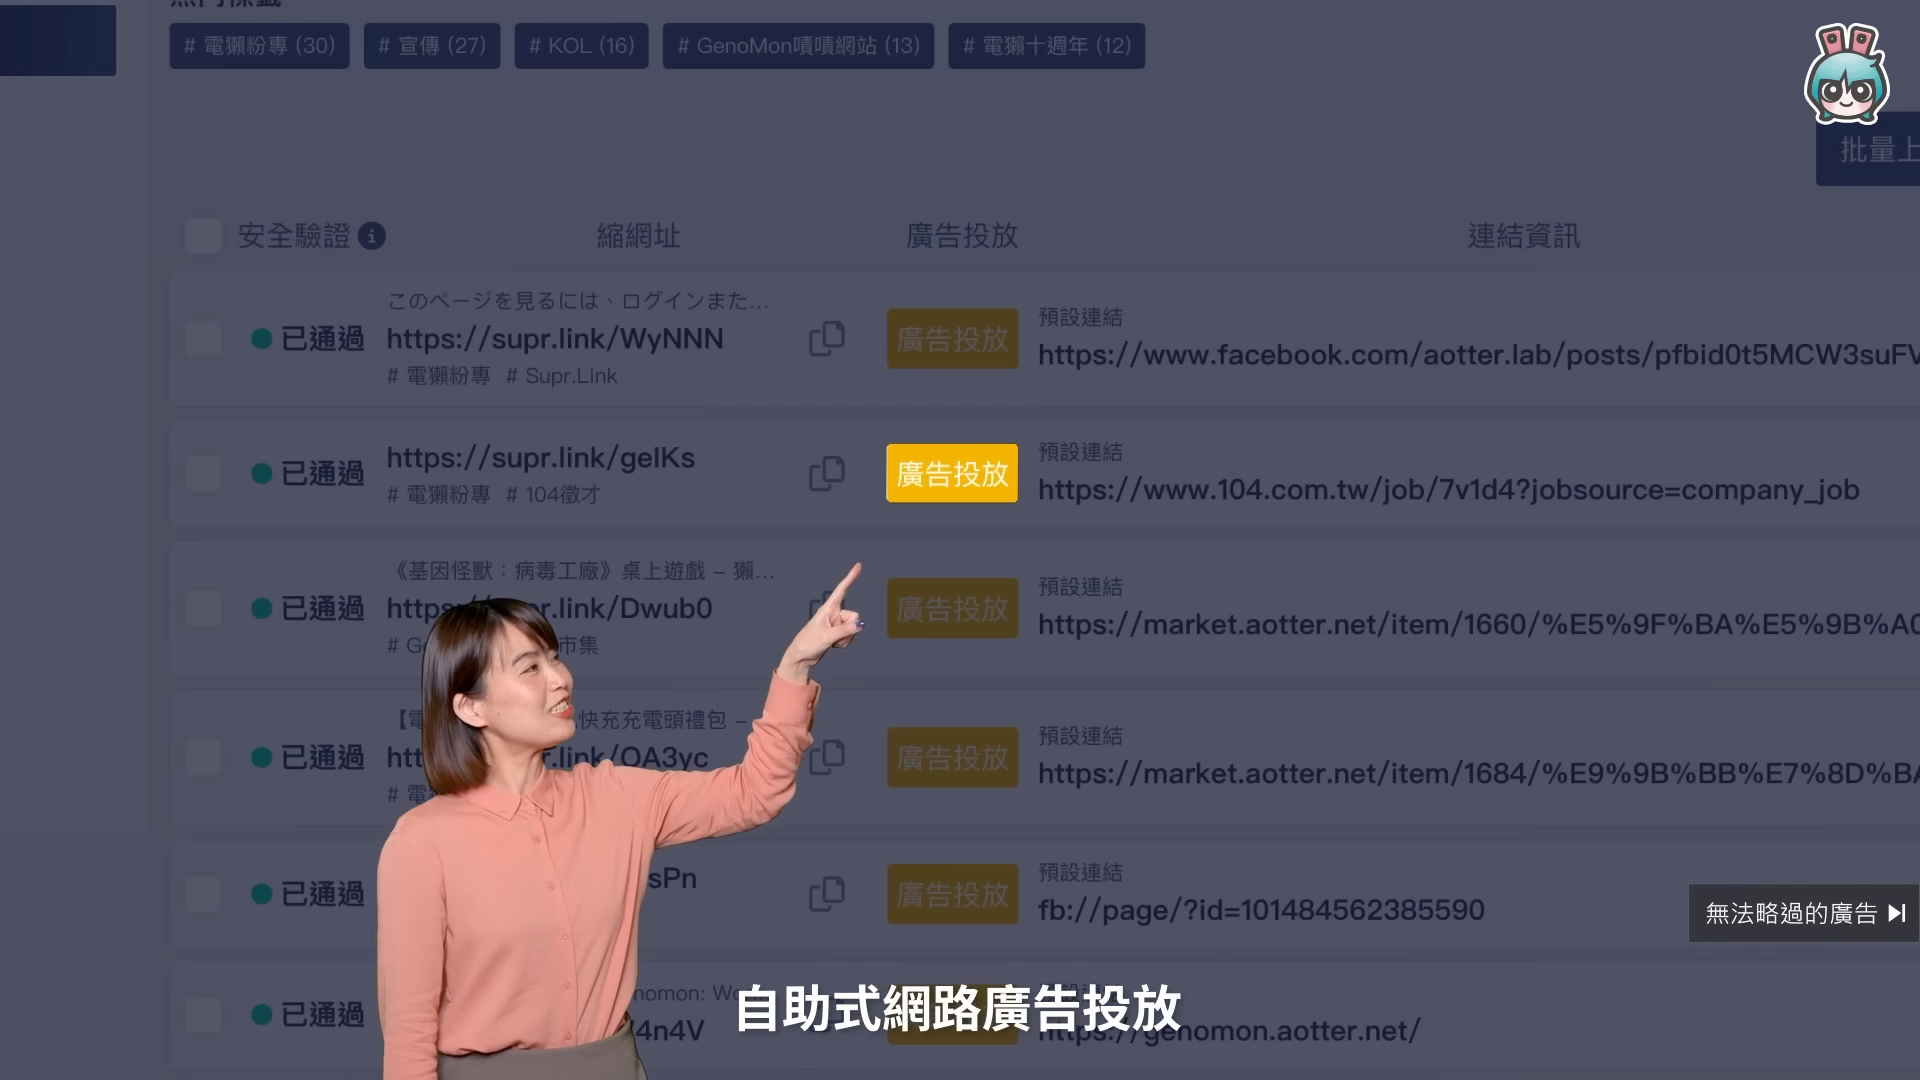 # 電獺粉專 (30) # 宣傳 (27) # KOL (16) # GenoMon嘖嘖網站 (13) # 電獺十週年 (12)
批量上
安全驗證 縮網址 廣告投放 連結資訊
このページを見るには、ログインまた...
已通過 https://supr.link/WyNNN 廣告投放
# 電獺粉專 # Supr.Link
預設連結
https://www.facebook.com/aotter.lab/posts/pfbid0t5MCW3suFV
已通過 https://supr.link/gelKs 廣告投放
# 電獺粉專 # 104徵才
預設連結
https://www.104.com.tw/job/7v1d4?jobsource=company_job
《基因怪獸:病毒工廠》桌上遊戲 – 獺...
已通過 r.link/Dwub0 廣告投放
市集
預設連結
https://market.aotter.net/item/1660/%E5%9F%BA%E5%9B%A0
快充充電頭禮包 –
已通過 .link/OA3yc 廣告投放
預設連結
https://market.aotter.net/item/1684/%E9%9B%BB%E7%8D%BA
已通過 sPn 廣告投放
預設連結
fb://page/?id=101484562385590
無法略過的廣告
已通過 4n4V
https://genomon.aotter.net/
自助式網路廣告投放